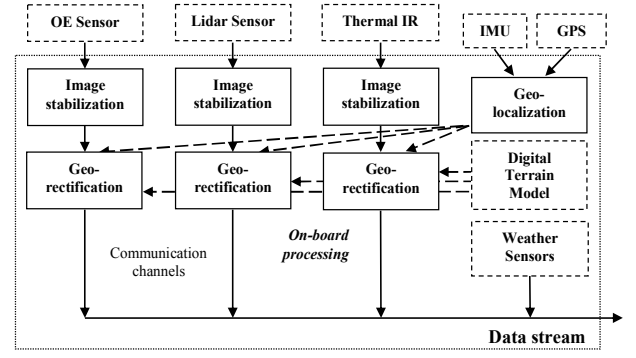 OE Sensor
Lidar Sensor
Thermal IR
IMU
GPS
Image
stabilization
Image
stabilization
Image
stabilization
Geo-
localization
Geo-
rectification
Geo-
rectification
Geo-
rectification
Digital
Terrain
Model
Communication
channels
On-board
processing
Weather
Sensors
Data stream